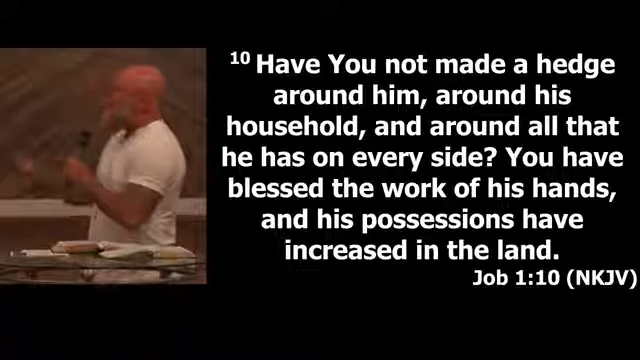 10 Have You not made a hedge
around him, around his
household, and around all that
he has on every side? You have
blessed the work of his hands,
and his possessions have
increased in the land.
Job 1:10 (NKJV)